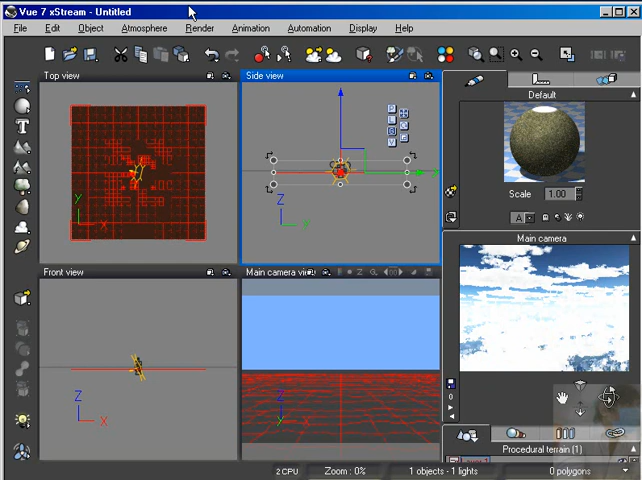 Vue 7 xStream - Untitled
File Edit Object Atmosphere Render Animation Automation Display Help
Top view
Side view
Default
Scale 1.00
A
Y
X
Z
Main camera
Front view
Main camera view
Z
X
Z
Y
X
0
Procedural terrain (1)
2 CPU Zoom : 0% 1 objects - 1 lights 0 polygons